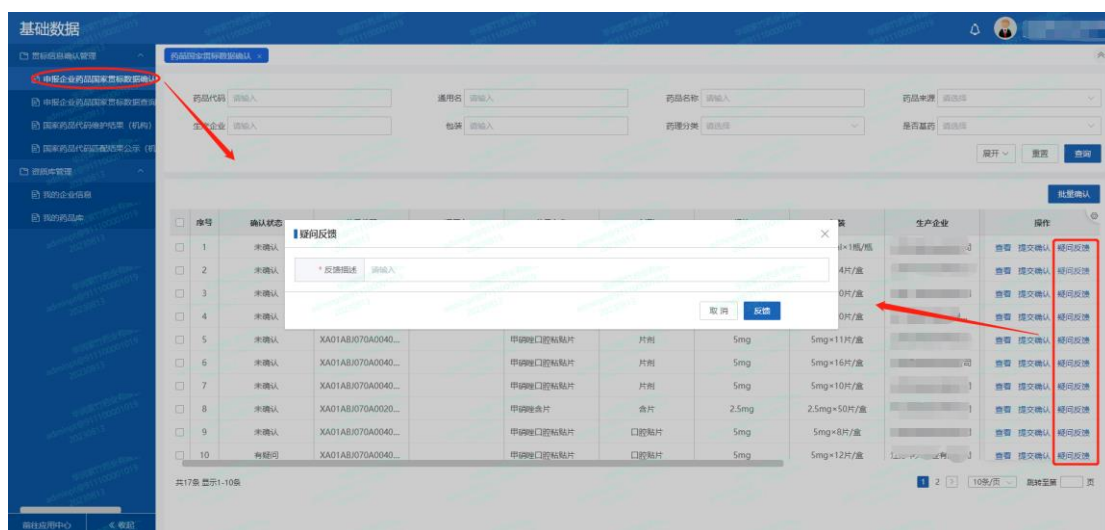 基础数据
贯标信息确认管理
药品国家贯标数据确认 ×
申报企业药品国家贯标数据确认
申报企业药品国家贯标数据查询
国家药品代码维护结果（机构）
国家药品代码匹配结果公示（机
资源库管理
我的企业信息
我的药品库
药品代码 请输入 通用名 请输入 药品名称 请输入 药品来源 请选择
生产企业 请输入 包装 请输入 药理分类 请选择 是否基药 请选择
展开 重置 查询
批量确认
序号 确认状态 装 生产企业 操作
疑问反馈
* 反馈描述 请输入
取消 反馈
1 未确认 l×1瓶/瓶 查看 提交确认 疑问反馈
2 未确认 4片/盒 查看 提交确认 疑问反馈
3 未确认 0片/盒 查看 提交确认 疑问反馈
4 未确认 0片/盒 查看 提交确认 疑问反馈
5 未确认 XA01ABJ070A0040... 甲硝唑口腔粘贴片 片剂 5mg 5mg×11片/盒 查看 提交确认 疑问反馈
6 未确认 XA01ABJ070A0040... 甲硝唑口腔粘贴片 片剂 5mg 5mg×16片/盒 查看 提交确认 疑问反馈
7 未确认 XA01ABJ070A0040... 甲硝唑口腔粘贴片 片剂 5mg 5mg×10片/盒 查看 提交确认 疑问反馈
8 未确认 XA01ABJ070A0020... 甲硝唑含片 含片 2.5mg 2.5mg×50片/盒 查看 提交确认 疑问反馈
9 未确认 XA01ABJ070A0040... 甲硝唑口腔粘贴片 口腔贴片 5mg 5mg×8片/盒 查看 提交确认 疑问反馈
10 有疑问 XA01ABJ070A0040... 甲硝唑口腔粘贴片 口腔贴片 5mg 5mg×12片/盒 查看 提交确认 疑问反馈
共17条 显示1-10条 1 2 10条/页 跳转至第 页
前往应用中心 收起